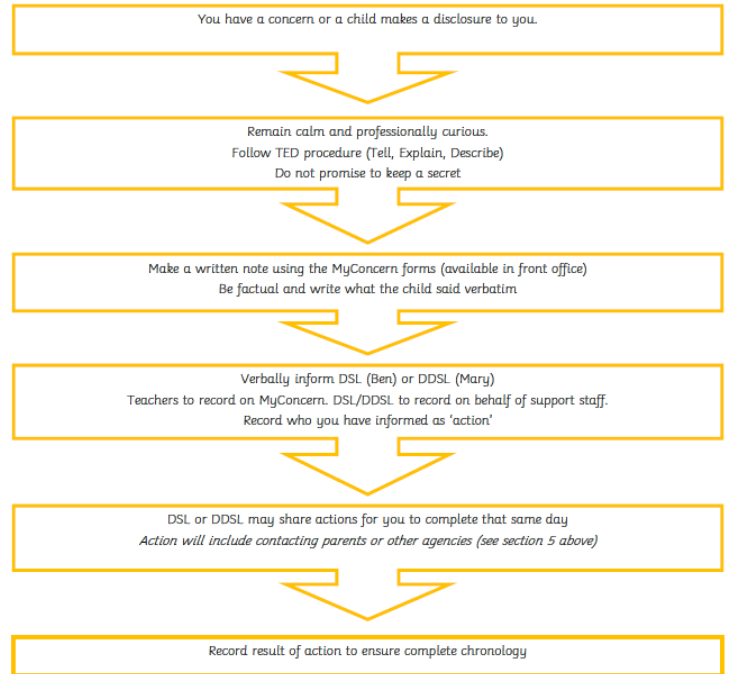 You have a concern or a child makes a disclosure to you.
Remain calm and professionally curious.
Follow TED procedure (Tell, Explain, Describe)
Do not promise to keep a secret
Make a written note using the MyConcern forms (available in front office)
Be factual and write what the child said verbatim
Verbally inform DSL (Ben) or DDSL (Mary)
Teachers to record on MyConcern. DSL/DDSL to record on behalf of support staff.
Record who you have informed as ‘action’
DSL or DDSL may share actions for you to complete that same day
Action will include contacting parents or other agencies (see section 5 above)
Record result of action to ensure complete chronology